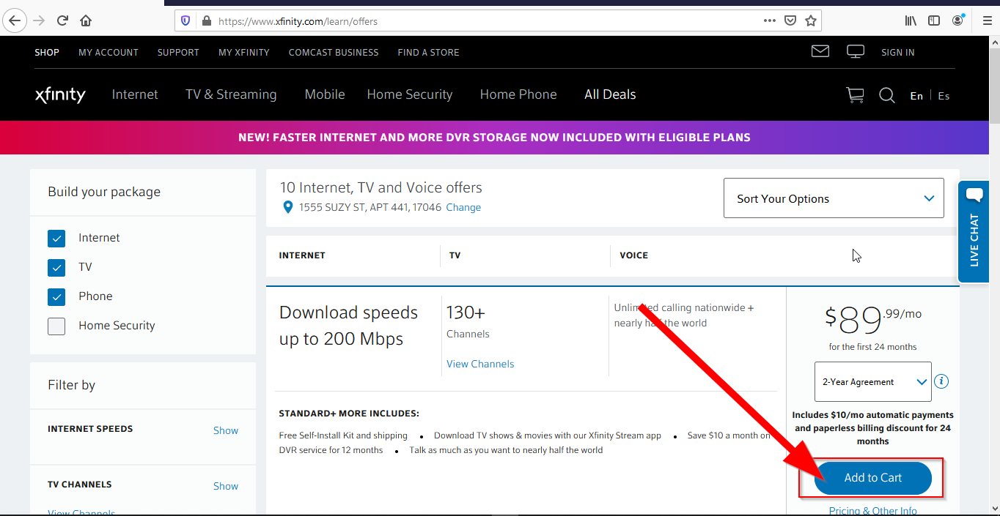 https://www.xfinity.com/learn/offers
SHOP MY ACCOUNT SUPPORT MY XFINITY COMCAST BUSINESS FIND A STORE SIGN IN
xfinity Internet TV & Streaming Mobile Home Security Home Phone All Deals En | Es
NEW! FASTER INTERNET AND MORE DVR STORAGE NOW INCLUDED WITH ELIGIBLE PLANS
Build your package
Internet
TV
Phone
Home Security
Filter by
INTERNET SPEEDS Show
TV CHANNELS Show
View Channels
10 Internet, TV and Voice offers
1555 SUZY ST, APT 441, 17046 Change
Sort Your Options
LIVE CHAT
INTERNET TV VOICE
Download speeds
up to 200 Mbps
130+
Channels
View Channels
Unlimited calling nationwide +
nearly half the world
$89.99/mo
for the first 24 months
2-Year Agreement
Includes $10/mo automatic payments
and paperless billing discount for 24
months
Add to Cart
Pricing & Other Info
STANDARD+ MORE INCLUDES:
Free Self-Install Kit and shipping • Download TV shows & movies with our Xfinity Stream app • Save $10 a month on
DVR service for 12 months • Talk as much as you want to nearly half the world